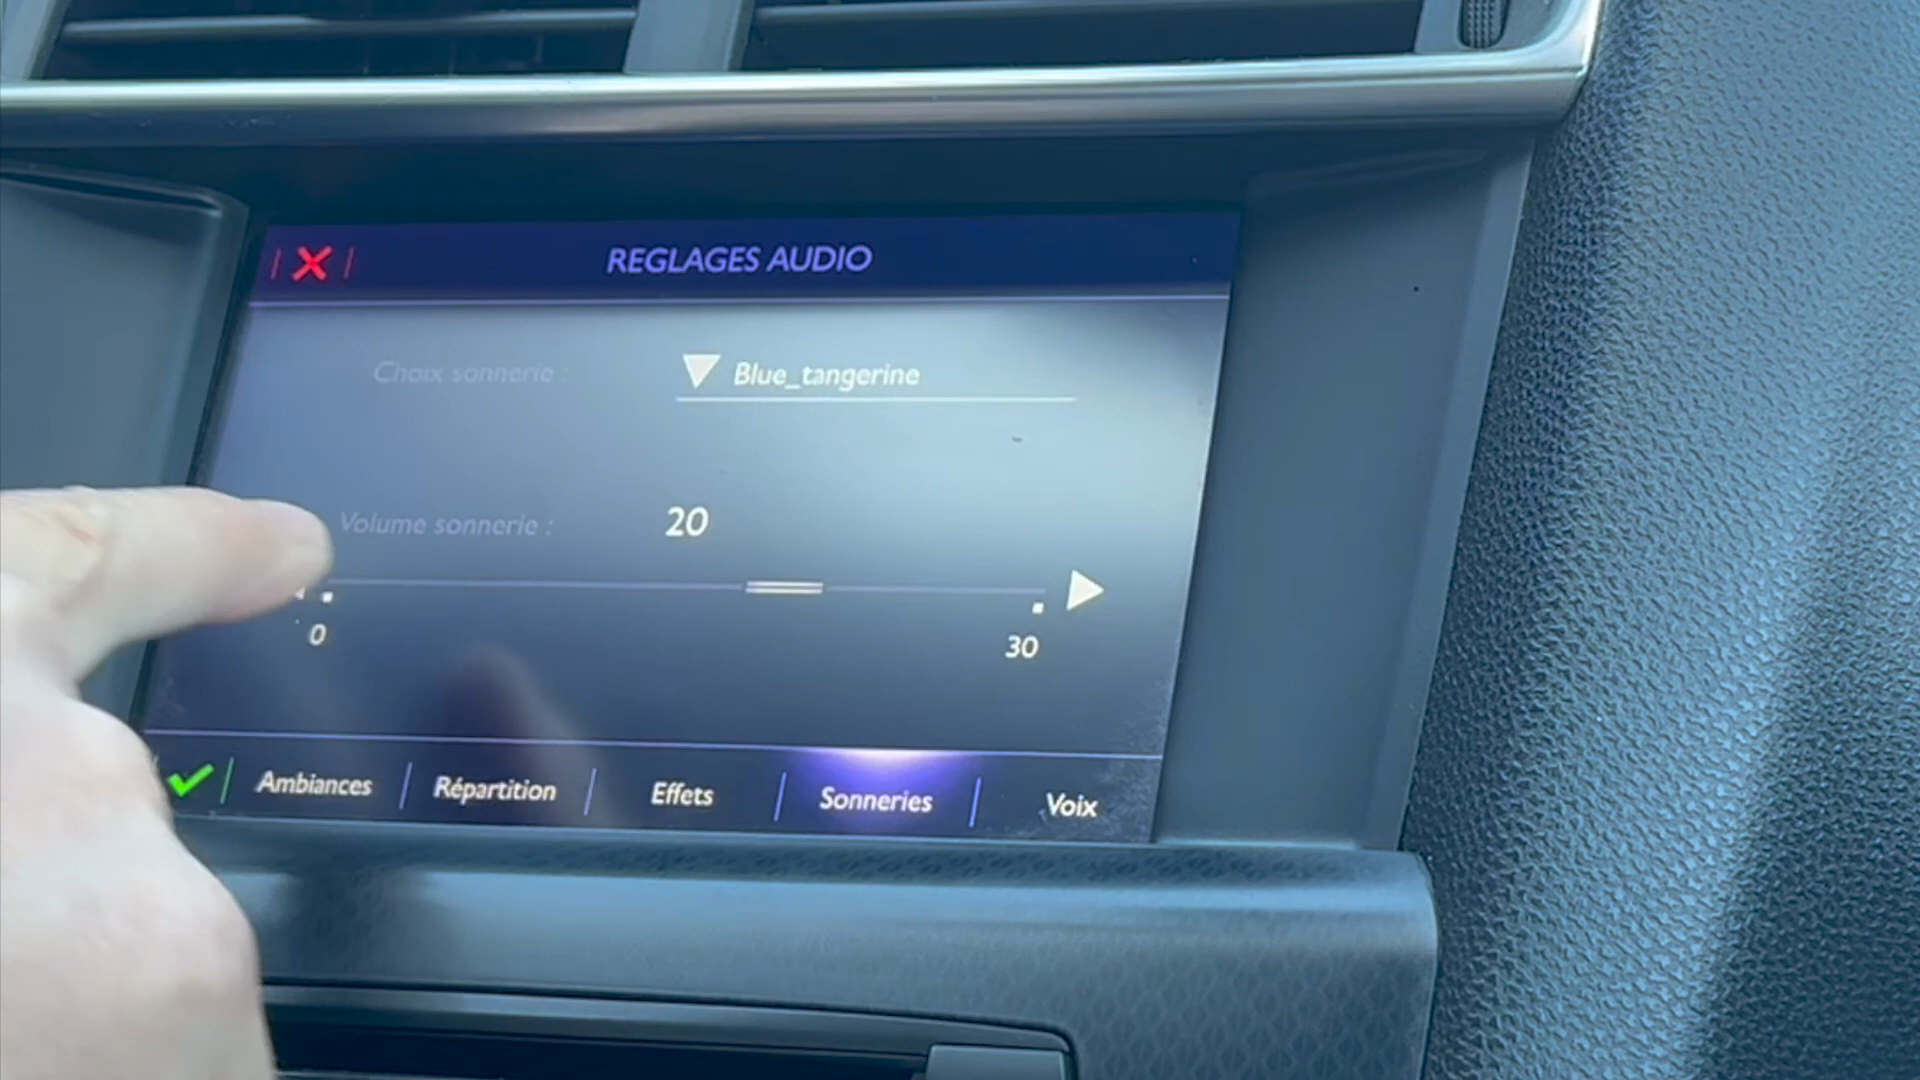 REGLAGES AUDIO
Choix sonnerie :
Blue_tangerine
Volume sonnerie :
20
0
30
Ambiances
Répartition
Effets
Sonneries
Voix